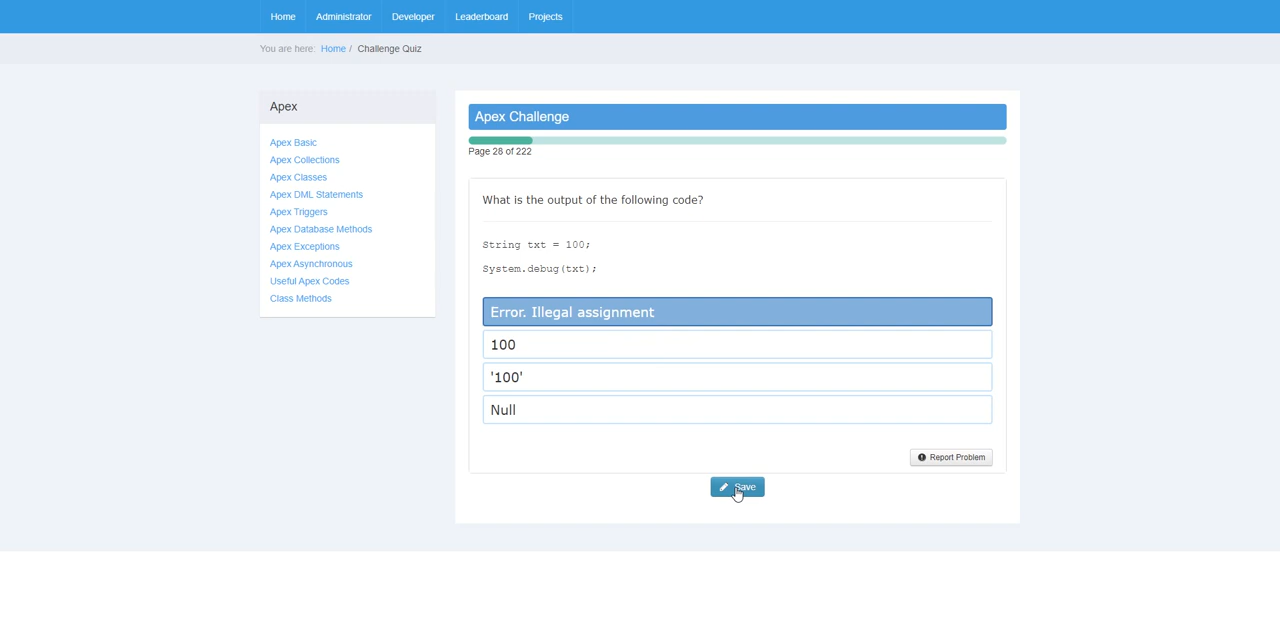 Home Administrator Developer Leaderboard Projects
You are here: Home / Challenge Quiz
Apex
Apex Basic
Apex Collections
Apex Classes
Apex DML Statements
Apex Triggers
Apex Database Methods
Apex Exceptions
Apex Asynchronous
Useful Apex Codes
Class Methods
Apex Challenge
Page 28 of 222
What is the output of the following code?
String txt = 100;
System.debug(txt);
Error. Illegal assignment
100
'100'
Null
Report Problem
Save